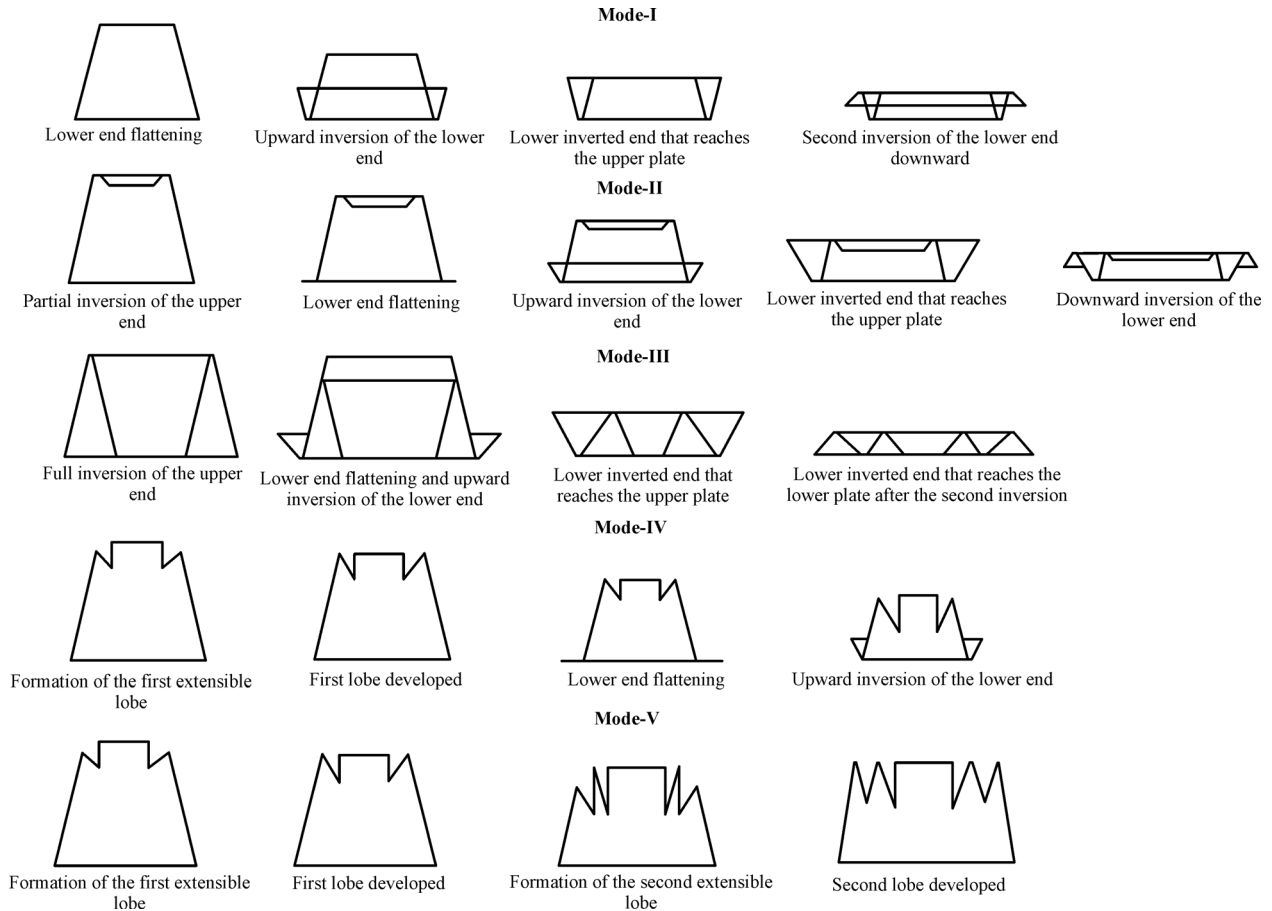 Mode-I
Lower end flattening
Upward inversion of the lower
end
Lower inverted end that reaches
the upper plate
Second inversion of the lower end
downward
Mode-II
Partial inversion of the upper
end
Lower end flattening
Upward inversion of the lower
end
Lower inverted end that reaches
the upper plate
Downward inversion of the
lower end
Mode-III
Full inversion of the upper
end
Lower end flattening and upward
inversion of the lower end
Lower inverted end that
reaches the upper plate
Lower inverted end that reaches the
lower plate after the second inversion
Mode-IV
Formation of the first extensible
lobe
First lobe developed
Lower end flattening
Upward inversion of the lower end
Mode-V
Formation of the first extensible
lobe
First lobe developed
Formation of the second extensible
lobe
Second lobe developed